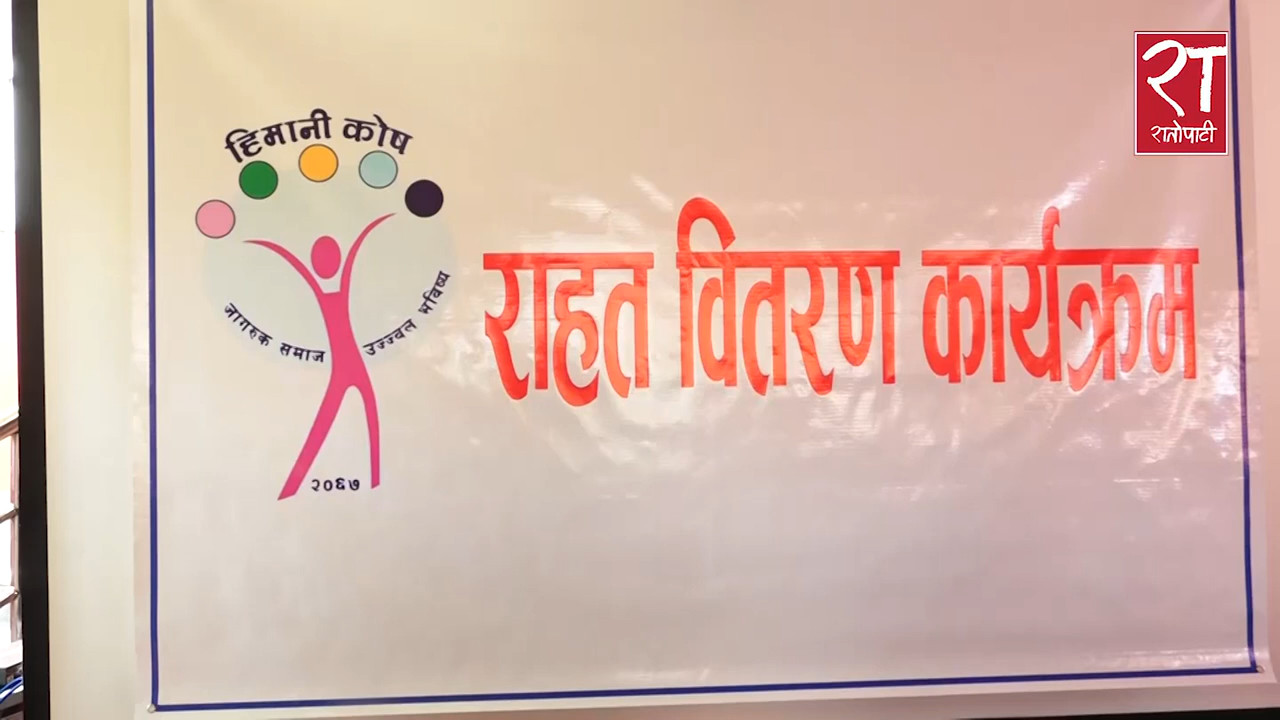 हिमानी कोष
जागरुक समाज उज्ज्वल भविष्य
२०६७
राहत वितरण कार्यक्रम
रा
रातोपाटी